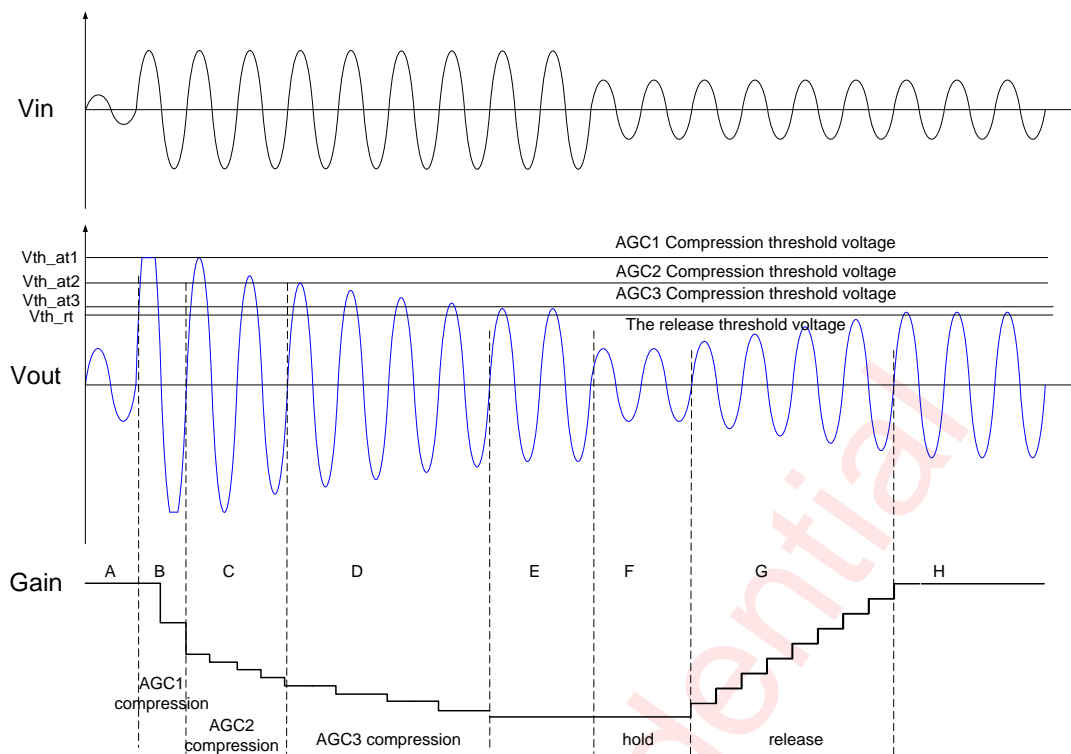 Vin
Vth_at1
AGC1 Compression threshold voltage
Vth_at2
AGC2 Compression threshold voltage
Vth_at3
AGC3 Compression threshold voltage
Vth_rt
The release threshold voltage
Vout
Gain
A
B
C
D
E
F
G
H
AGC1
compression
AGC2
compression
AGC3 compression
hold
release
dential